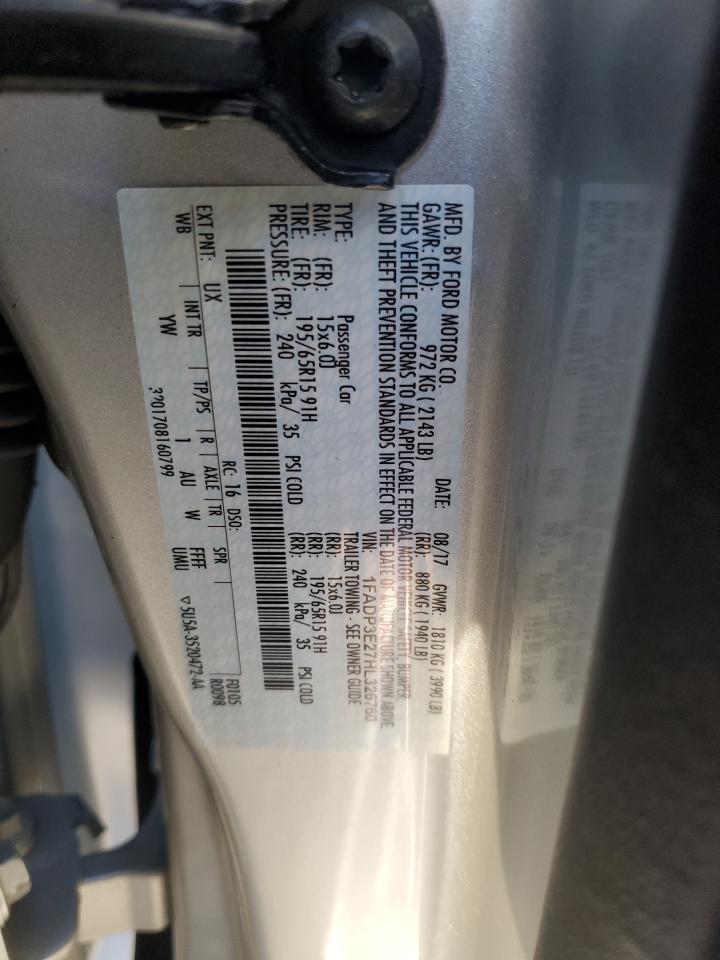 MFD. BY FORD MOTOR CO.
DATE: 08/17 GVWR: 1810 KG ( 3990 LB)
GAWR: (FR): 972 KG ( 2143 LB) (RR): 880 KG ( 1940 LB)
THIS VEHICLE CONFORMS TO ALL APPLICABLE FEDERAL MOTOR VEHICLE SAFETY, BUMPER
AND THEFT PREVENTION STANDARDS IN EFFECT ON THE DATE OF MANUFACTURE SHOWN ABOVE
VIN: 1FADP3E27HL326760
TYPE: Passenger Car TRAILER TOWING - SEE OWNER GUIDE
RIM: (FR): 15x6.0J (RR): 15x6.0J
TIRE: (FR): 195/65R15 91H (RR): 195/65R15 91H
PRESSURE: (FR): 240 kPa/ 35 PSI COLD (RR): 240 kPa/ 35 PSI COLD
F0105
R0098
EXT PNT: UX RC: 16 DSO:
WB INT TR TP/PS R AXLE TR SPR
YW 1 AU W FFFF
UMU
3201708160799
▽ 5U5A-3520472-AA